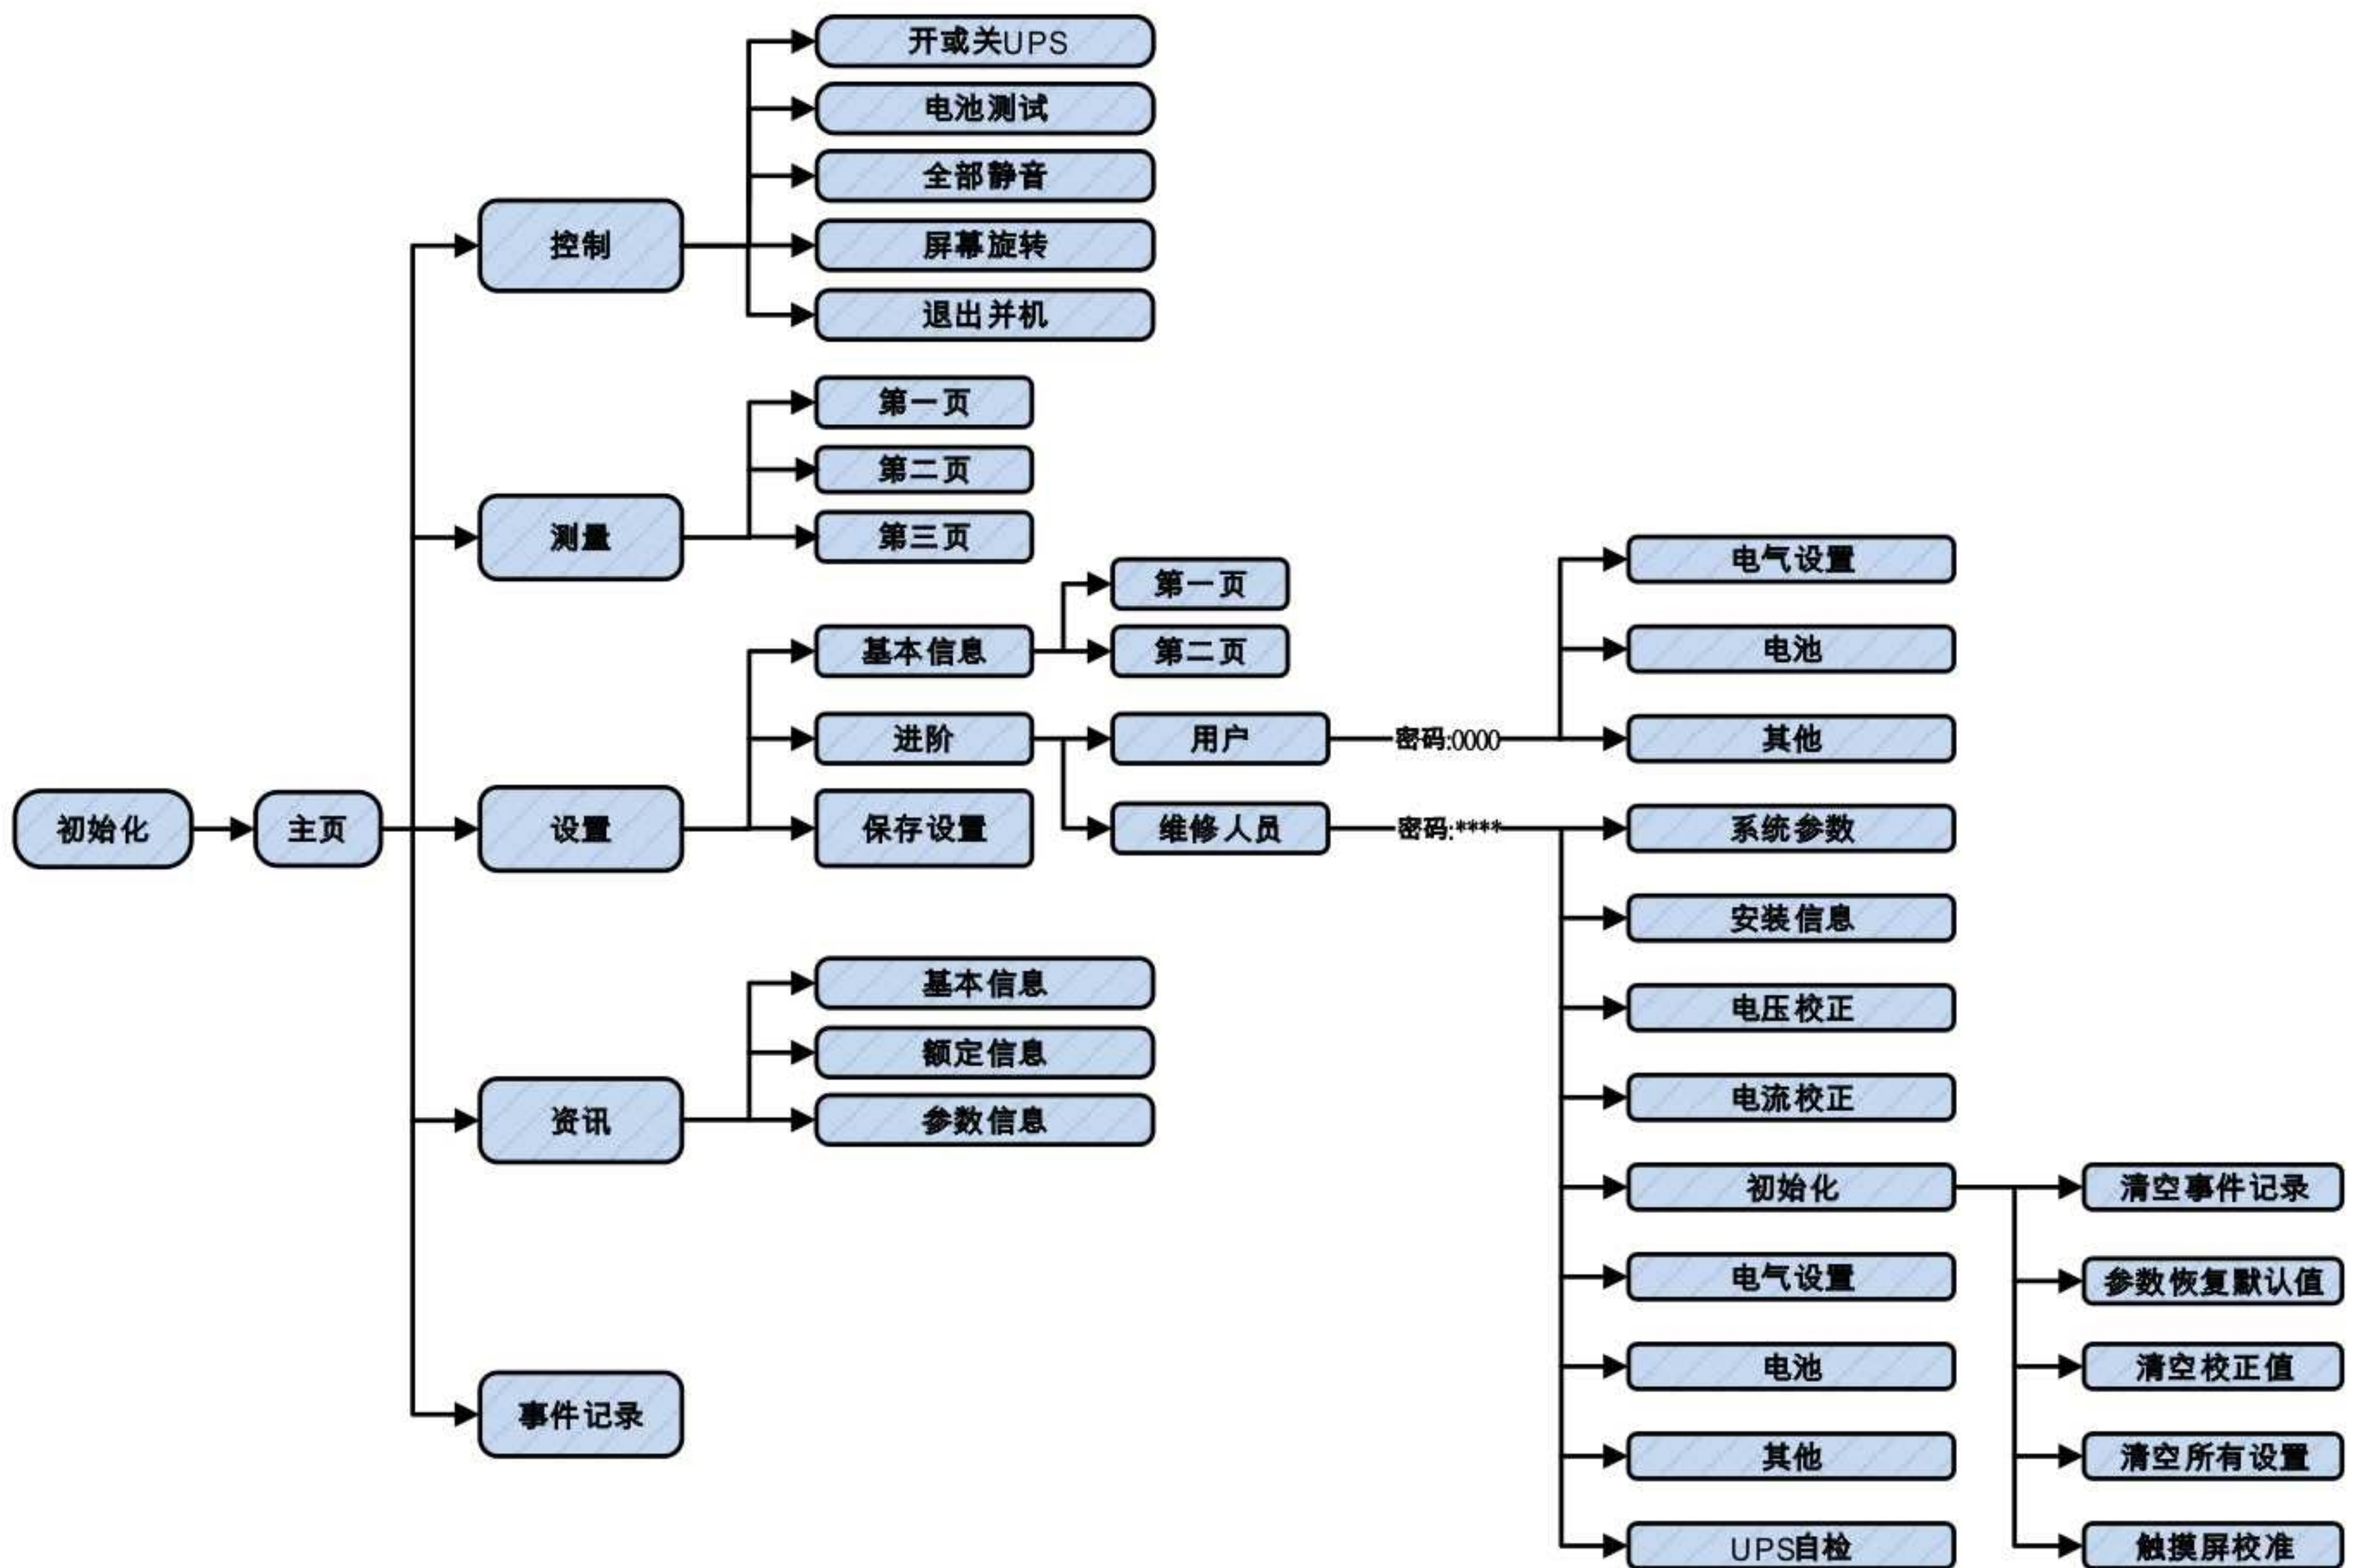 开或关UPS
电池测试
全部静音
控制
屏幕旋转
退出并机
第一页
第二页
测量
第三页
电气设置
第一页
基本信息
第二页
电池
进阶
用户
密码:0000
其他
初始化
主页
设置
保存设置
维修人员
密码:****
系统参数
安装信息
基本信息
电压校正
额定信息
电流校正
资讯
参数信息
初始化
清空事件记录
电气设置
参数恢复默认值
电池
清空校正值
事件记录
其他
清空所有设置
UPS自检
触摸屏校准